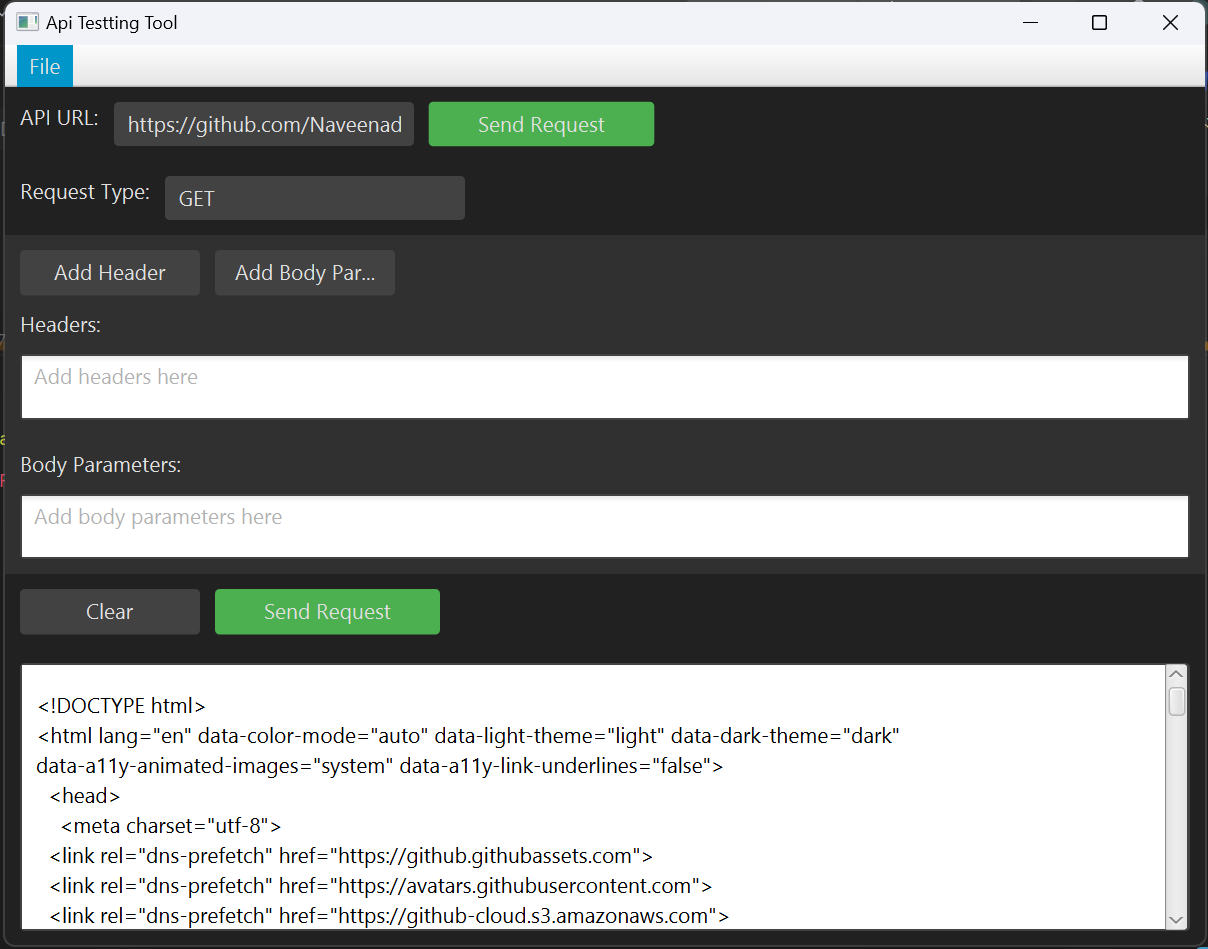 Api Testting Tool
File
API URL: https://github.com/Naveenad Send Request
Request Type: GET
Add Header Add Body Par...
Headers:
Add headers here
Body Parameters:
Add body parameters here
Clear Send Request
<!DOCTYPE html>
<html lang="en" data-color-mode="auto" data-light-theme="light" data-dark-theme="dark"
data-a11y-animated-images="system" data-a11y-link-underlines="false">
<head>
<meta charset="utf-8">
<link rel="dns-prefetch" href="https://github.githubassets.com">
<link rel="dns-prefetch" href="https://avatars.githubusercontent.com">
<link rel="dns-prefetch" href="https://github-cloud.s3.amazonaws.com">